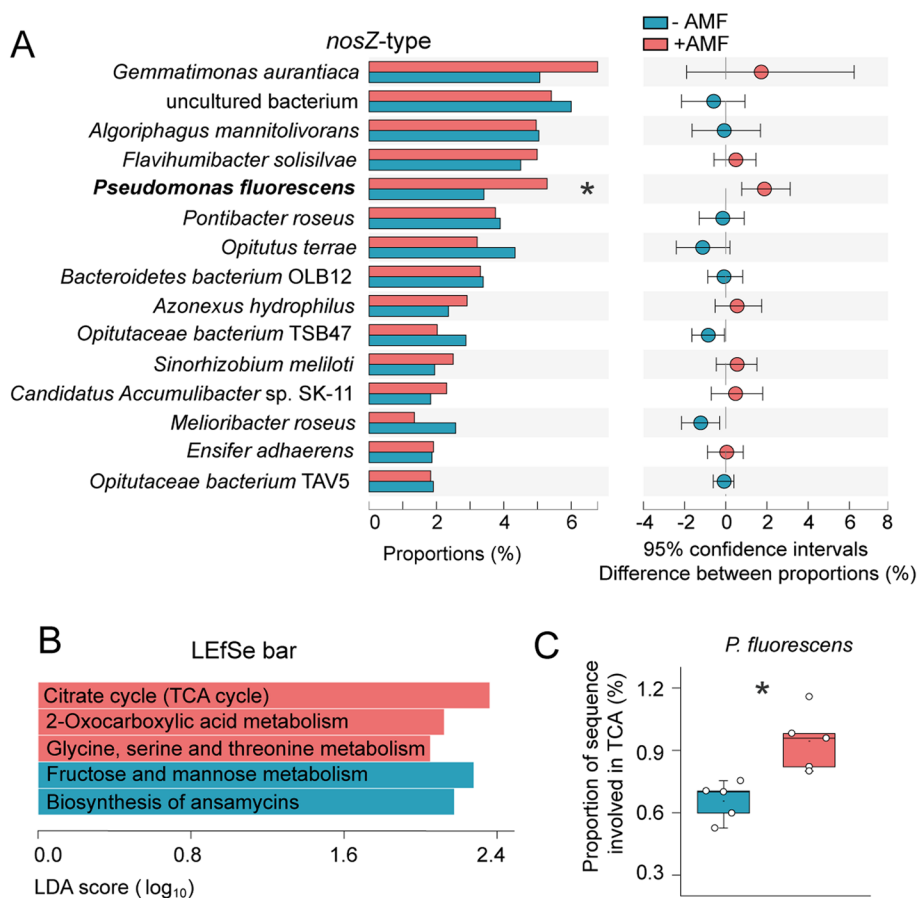 A
nosZ-type
- AMF
+AMF
Gemmatimonas aurantiaca
uncultured bacterium
Algoriphagus mannitolivorans
Flavihumibacter solisilvae
Pseudomonas fluorescens
*
Pontibacter roseus
Opitutus terrae
Bacteroidetes bacterium OLB12
Azonexus hydrophilus
Opitutaceae bacterium TSB47
Sinorhizobium meliloti
Candidatus Accumulibacter sp. SK-11
Melioribacter roseus
Ensifer adhaerens
Opitutaceae bacterium TAV5
0 2 4 6
Proportions (%)
-4 -2 0 2 4 6 8
95% confidence intervals
Difference between proportions (%)
B
LEfSe bar
Citrate cycle (TCA cycle)
2-Oxocarboxylic acid metabolism
Glycine, serine and threonine metabolism
Fructose and mannose metabolism
Biosynthesis of ansamycins
0.0 0.8 1.6 2.4
LDA score (log10)
C
P. fluorescens
*
Proportion of sequence
involved in TCA (%)
1.2
0.9
0.6
0.3